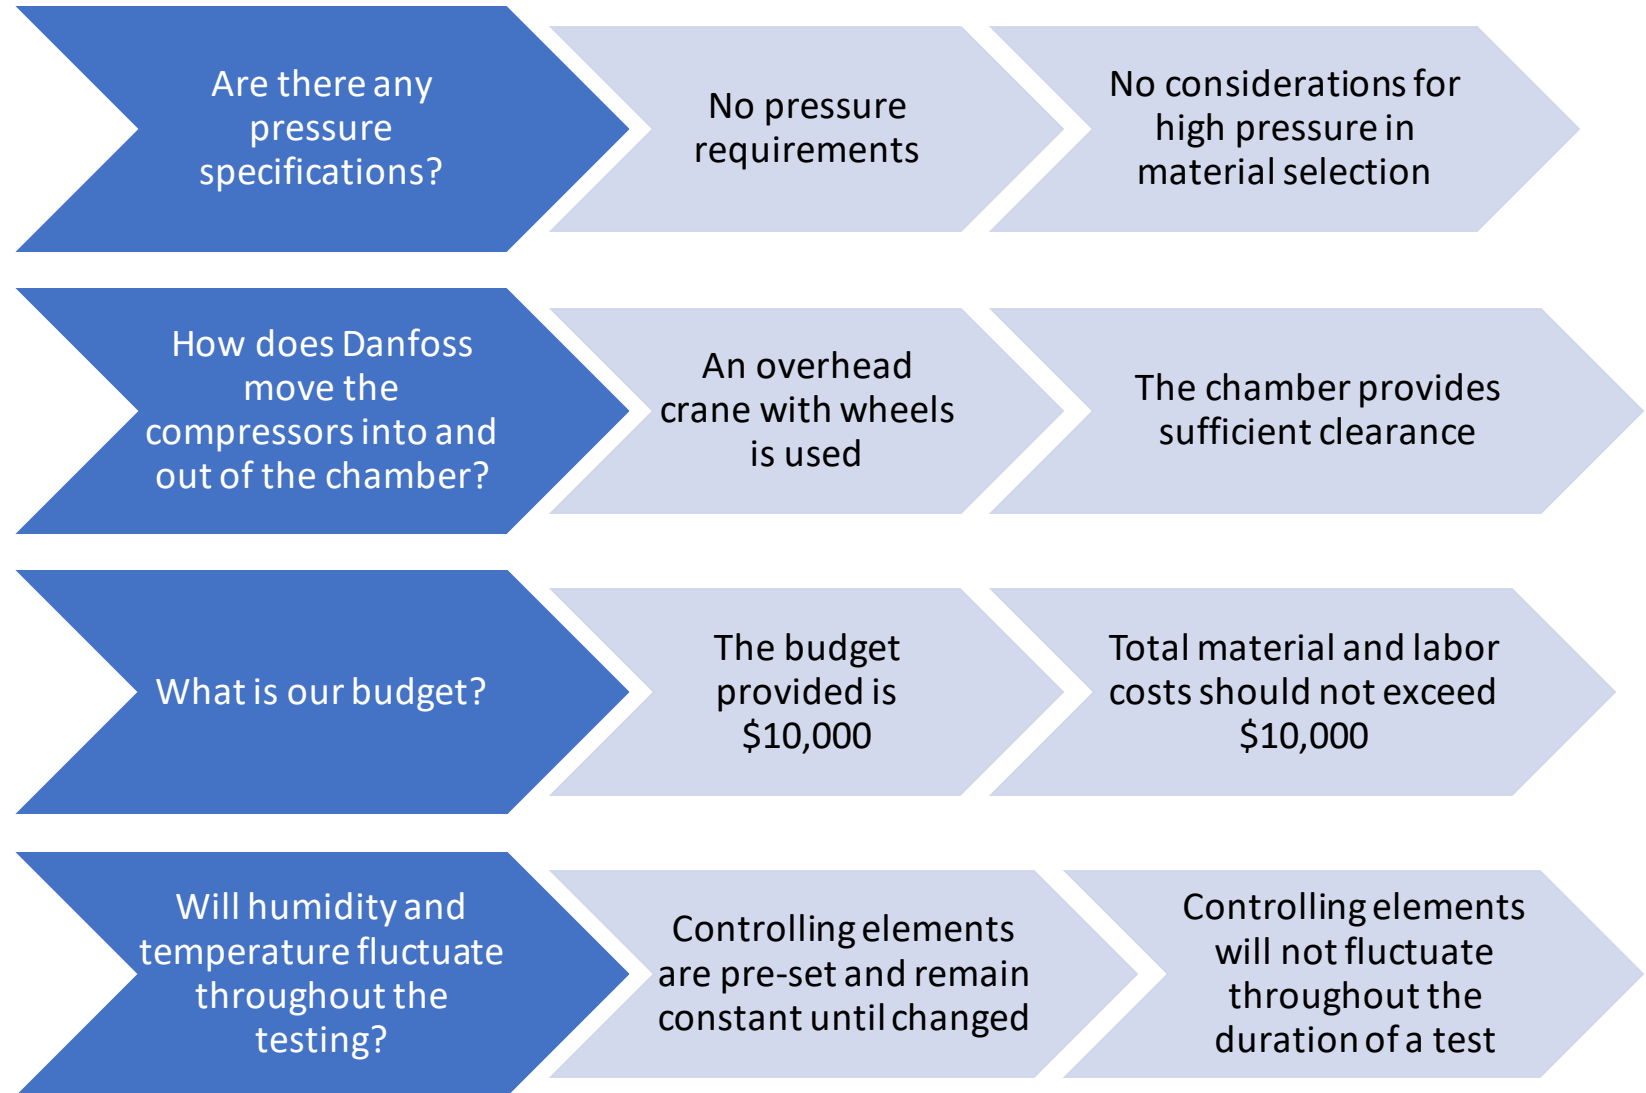 Are there any
pressure
specifications?
No pressure
requirements
No considerations for
high pressure in
material selection
How does Danfoss
move the
compressors into and
out of the chamber?
An overhead
crane with wheels
is used
The chamber provides
sufficient clearance
What is our budget?
The budget
provided is
$10,000
Total material and labor
costs should not exceed
$10,000
Will humidity and
temperature fluctuate
throughout the
testing?
Controlling elements
are pre-set and remain
constant until changed
Controlling elements
will not fluctuate
throughout the
duration of a test